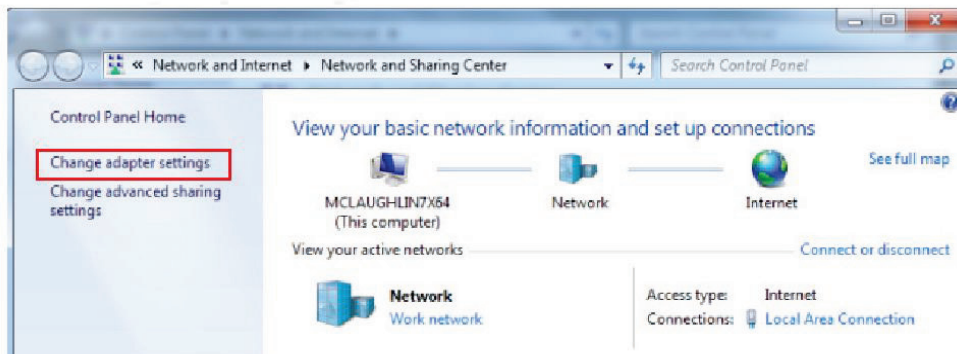 « Network and Internet ▸ Network and Sharing Center
Search Control Panel
Control Panel Home
Change adapter settings
Change advanced sharing
settings
View your basic network information and set up connections
See full map
MCLAUGHLIN7X64
(This computer)
Network
Internet
View your active networks
Connect or disconnect
Network
Work network
Access type: Internet
Connections: Local Area Connection